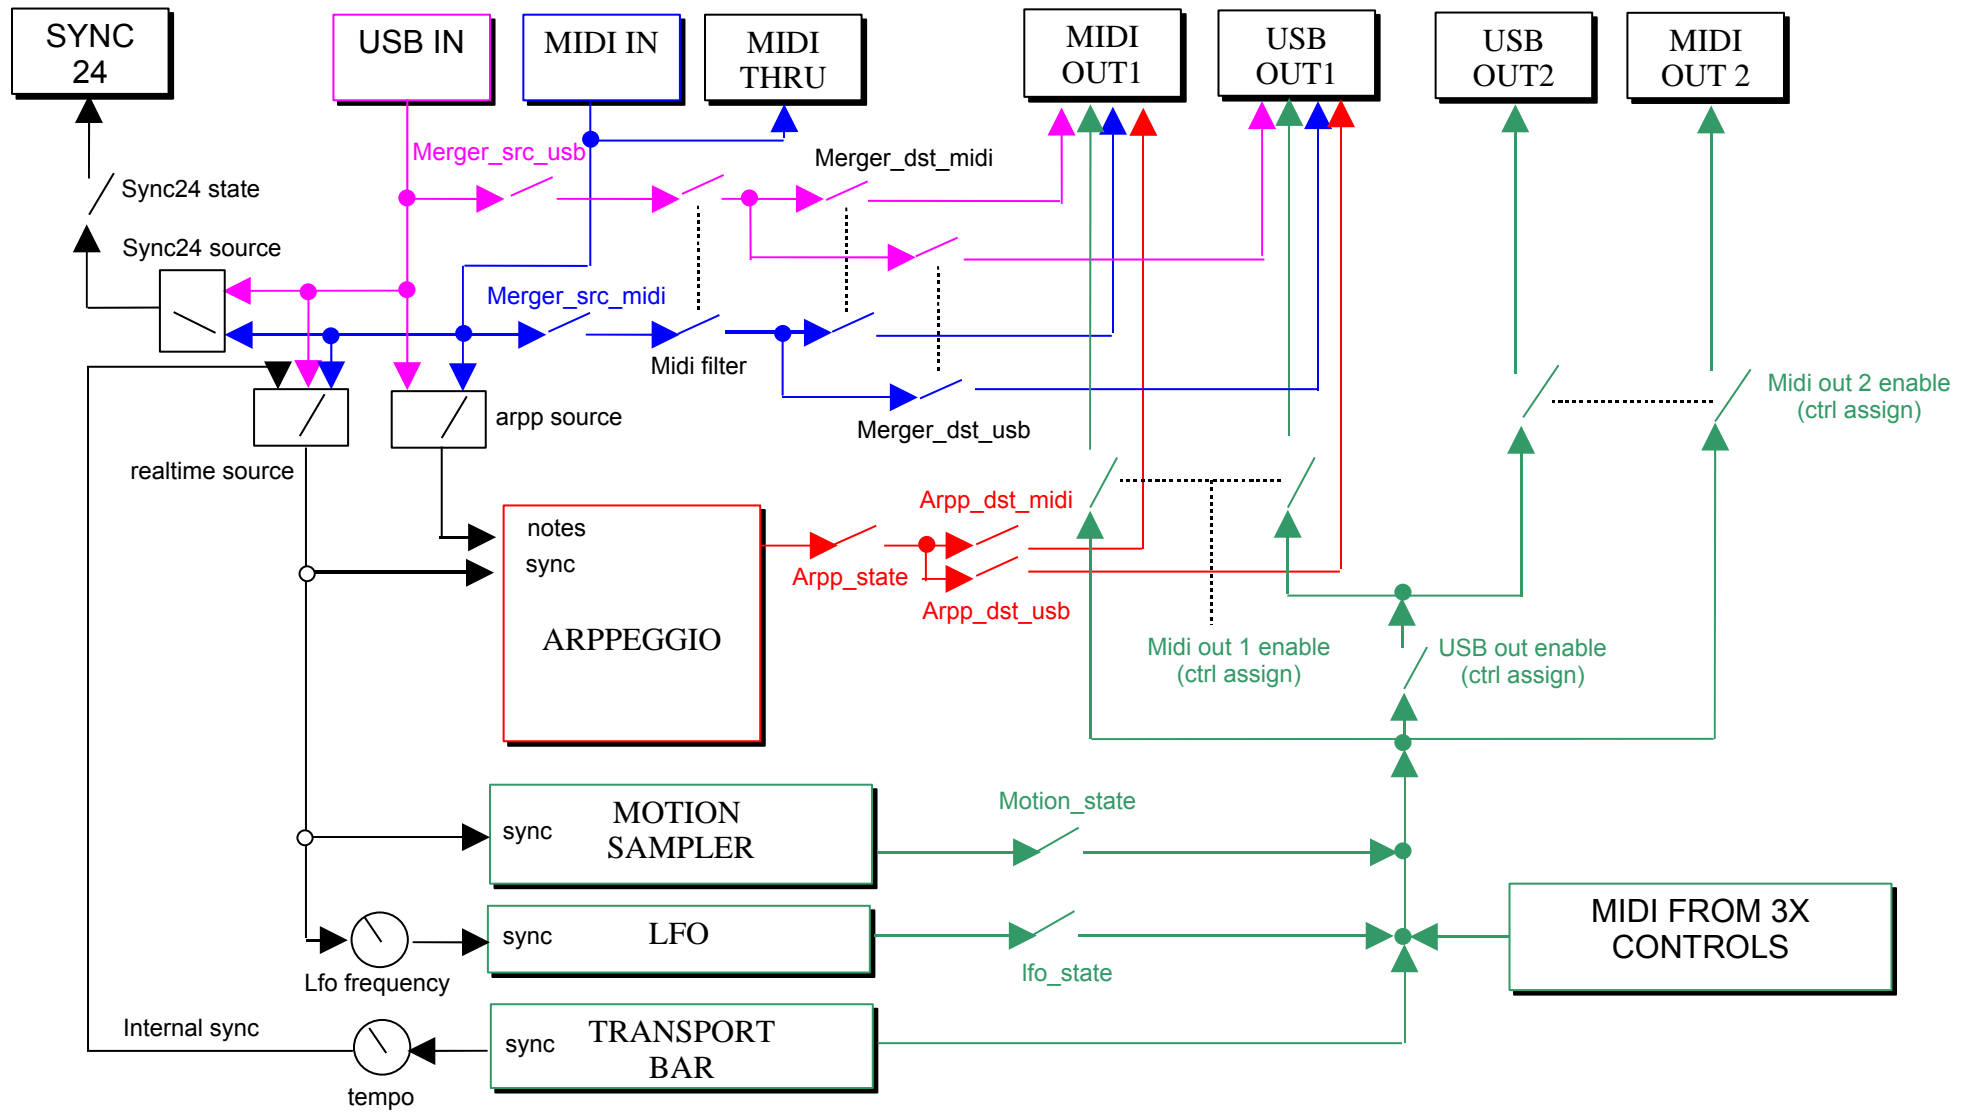 SYNC
24
USB IN
MIDI IN
MIDI
THRU
MIDI
OUT1
USB
OUT1
USB
OUT2
MIDI
OUT 2
Merger_src_usb
Merger_dst_midi
Sync24 state
Sync24 source
Merger_src_midi
Midi filter
Merger_dst_usb
Midi out 2 enable
(ctrl assign)
arpp source
realtime source
notes
sync
ARPPEGGIO
Arpp_dst_midi
Arpp_state
Arpp_dst_usb
Midi out 1 enable
(ctrl assign)
USB out enable
(ctrl assign)
sync
MOTION
SAMPLER
Motion_state
sync
LFO
lfo_state
MIDI FROM 3X
CONTROLS
Lfo frequency
Internal sync
sync
TRANSPORT
BAR
tempo